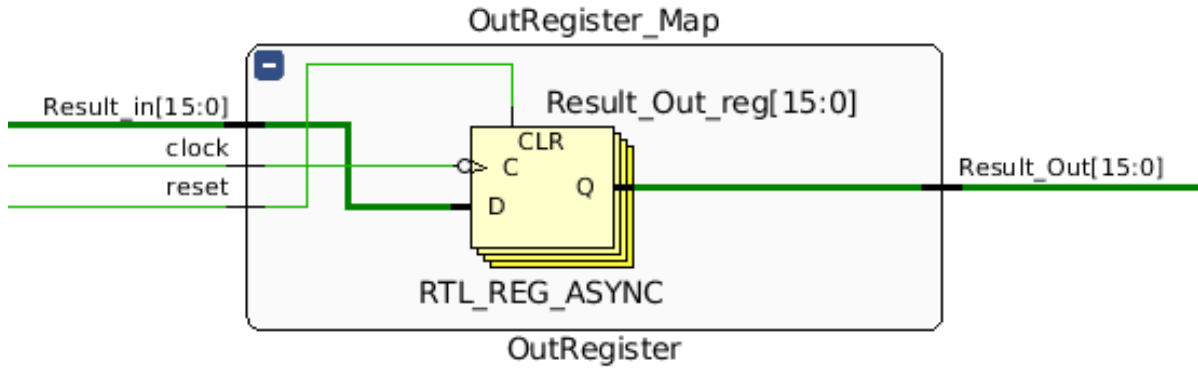 OutRegister_Map
Result_in[15:0]
clock
reset
Result_Out_reg[15:0]
CLR
C
D
Q
RTL_REG_ASYNC
Result_Out[15:0]
OutRegister